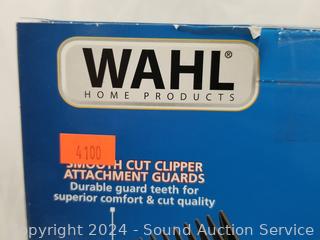 WAHL®
HOME PRODUCTS
4100
SMOOTH CUT CLIPPER
ATTACHMENT GUARDS
Durable guard teeth for
superior comfort & cut quality
Copyright 2024 - Sound Auction Service